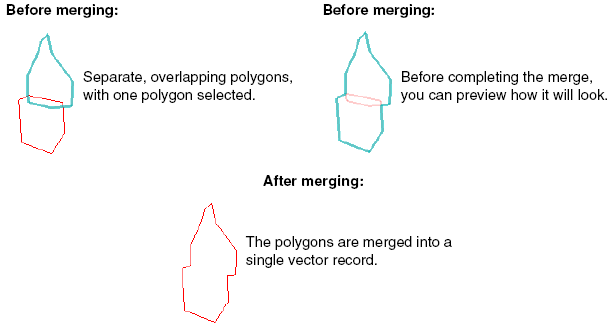 Before merging:
Separate, overlapping polygons,
with one polygon selected.
Before merging:
Before completing the merge,
you can preview how it will look.
After merging:
The polygons are merged into a
single vector record.